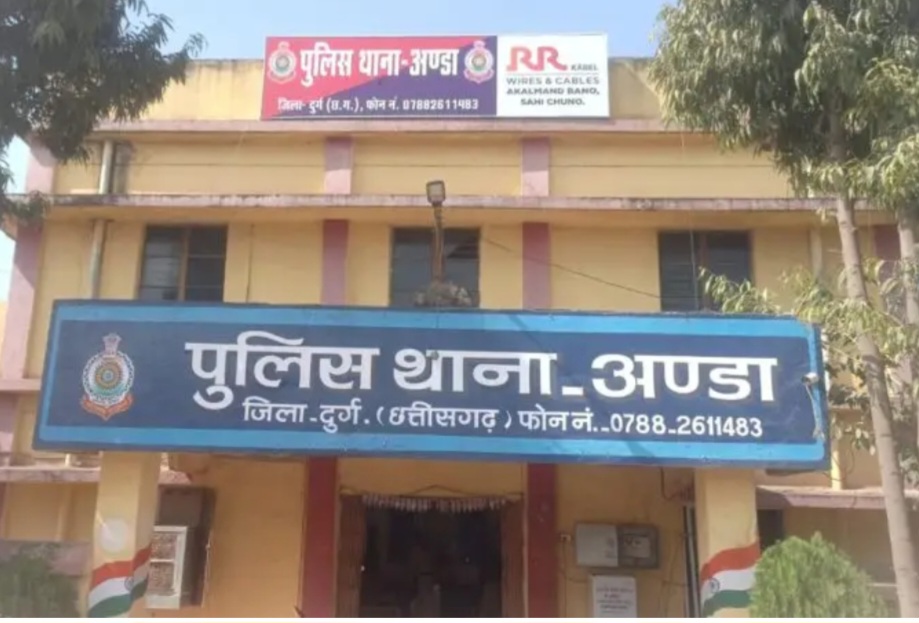 पुलिस थाना-अण्डा
जिला- दुर्ग (छ.ग.), फोन नं. 07882611483
RR KABEL
WIRES & CABLES
AKALMAND BANO,
SAHI CHUNO.
पुलिस थाना-अण्डा
जिला-दुर्ग.(छत्तीसगढ़) फोन नं.-0788-2611483